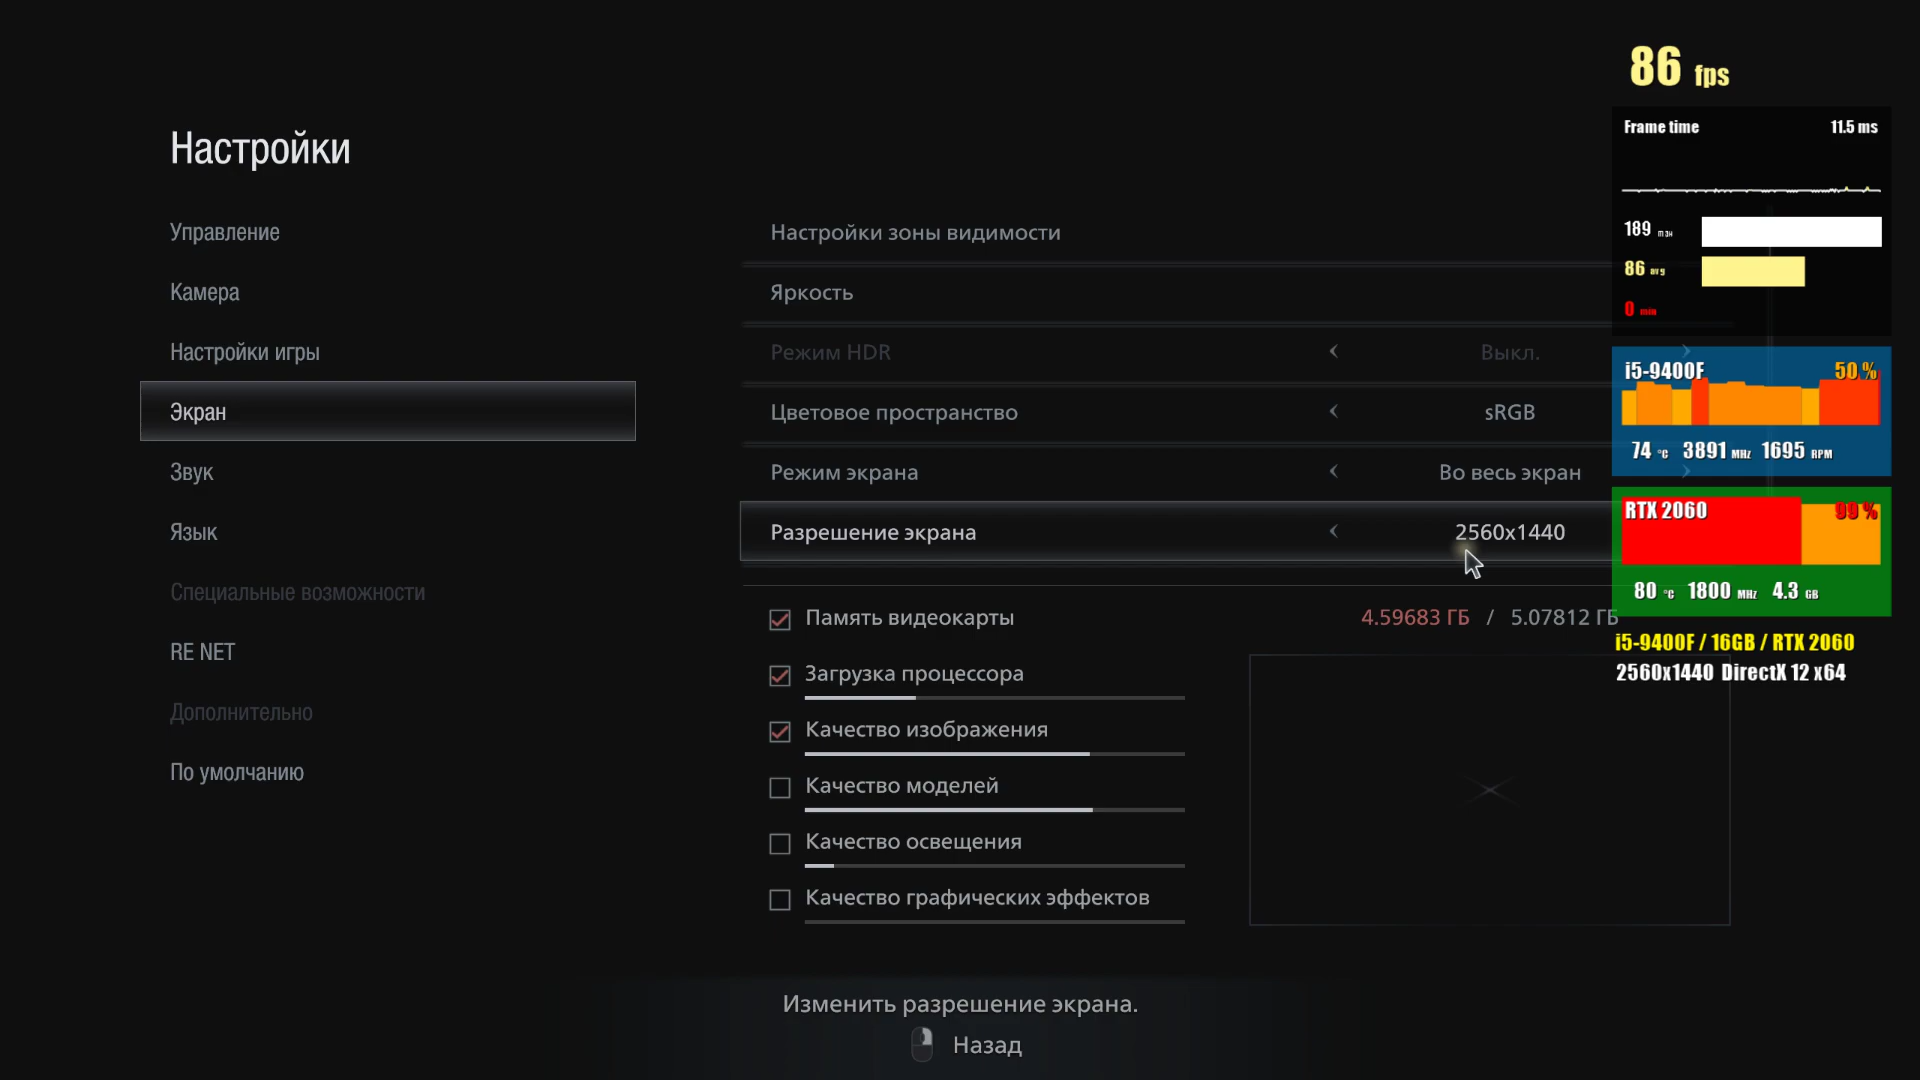 86 fps
Frame time 11.5 ms
Настройки
Управление
Настройки зоны видимости
189 max
86 avg
Камера
Яркость
0 min
Настройки игры
Режим HDR
Выкл.
i5-9400F 50 %
Экран
Цветовое пространство
sRGB
74 °C 3891 MHz 1695 RPM
Звук
Режим экрана
Во весь экран
RTX 2060 99 %
Язык
Разрешение экрана
2560x1440
80 °C 1800 MHz 4.3 GB
Специальные возможности
Память видеокарты
4.59683 ГБ / 5.07812 ГБ
i5-9400F / 16GB / RTX 2060
2560x1440 DirectX 12 x64
RE NET
Загрузка процессора
Дополнительно
Качество изображения
По умолчанию
Качество моделей
Качество освещения
Качество графических эффектов
Изменить разрешение экрана.
Назад